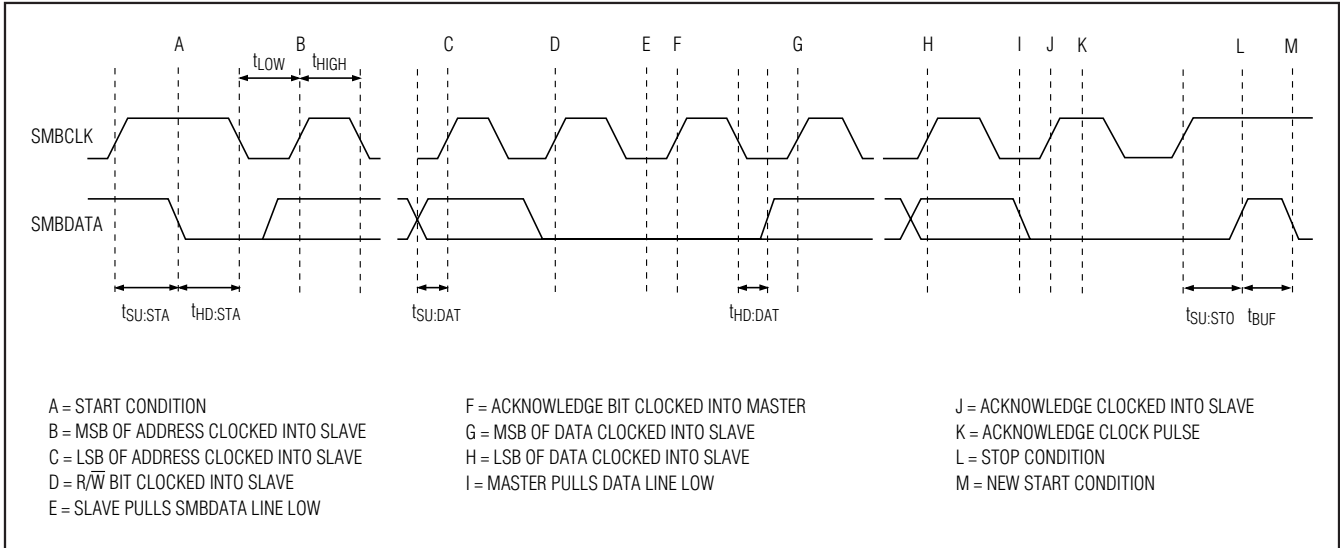 A B C D E F G H I J K L M
tLOW tHIGH
SMBCLK
SMBDATA
tSU:STA tHD:STA tSU:DAT tHD:DAT tSU:STO tBUF
A = START CONDITION
B = MSB OF ADDRESS CLOCKED INTO SLAVE
C = LSB OF ADDRESS CLOCKED INTO SLAVE
D = R/W̅ BIT CLOCKED INTO SLAVE
E = SLAVE PULLS SMBDATA LINE LOW
F = ACKNOWLEDGE BIT CLOCKED INTO MASTER
G = MSB OF DATA CLOCKED INTO SLAVE
H = LSB OF DATA CLOCKED INTO SLAVE
I = MASTER PULLS DATA LINE LOW
J = ACKNOWLEDGE CLOCKED INTO SLAVE
K = ACKNOWLEDGE CLOCK PULSE
L = STOP CONDITION
M = NEW START CONDITION